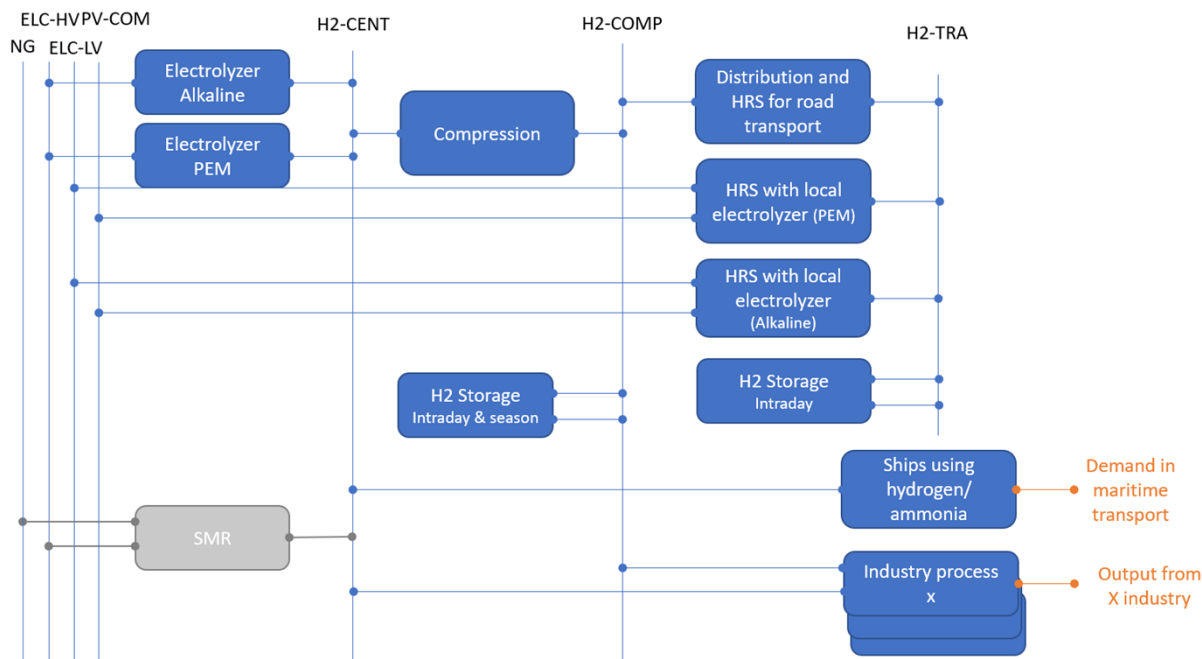 ELC-HV PV-COM
NG ELC-LV
H2-CENT
H2-COMP
H2-TRA
Electrolyzer
Alkaline
Electrolyzer
PEM
Compression
Distribution and
HRS for road
transport
HRS with local
electrolyzer (PEM)
HRS with local
electrolyzer
(Alkaline)
H2 Storage
Intraday & season
H2 Storage
Intraday
Ships using
hydrogen/
ammonia
Demand in
maritime
transport
SMR
Industry process
x
Output from
X industry